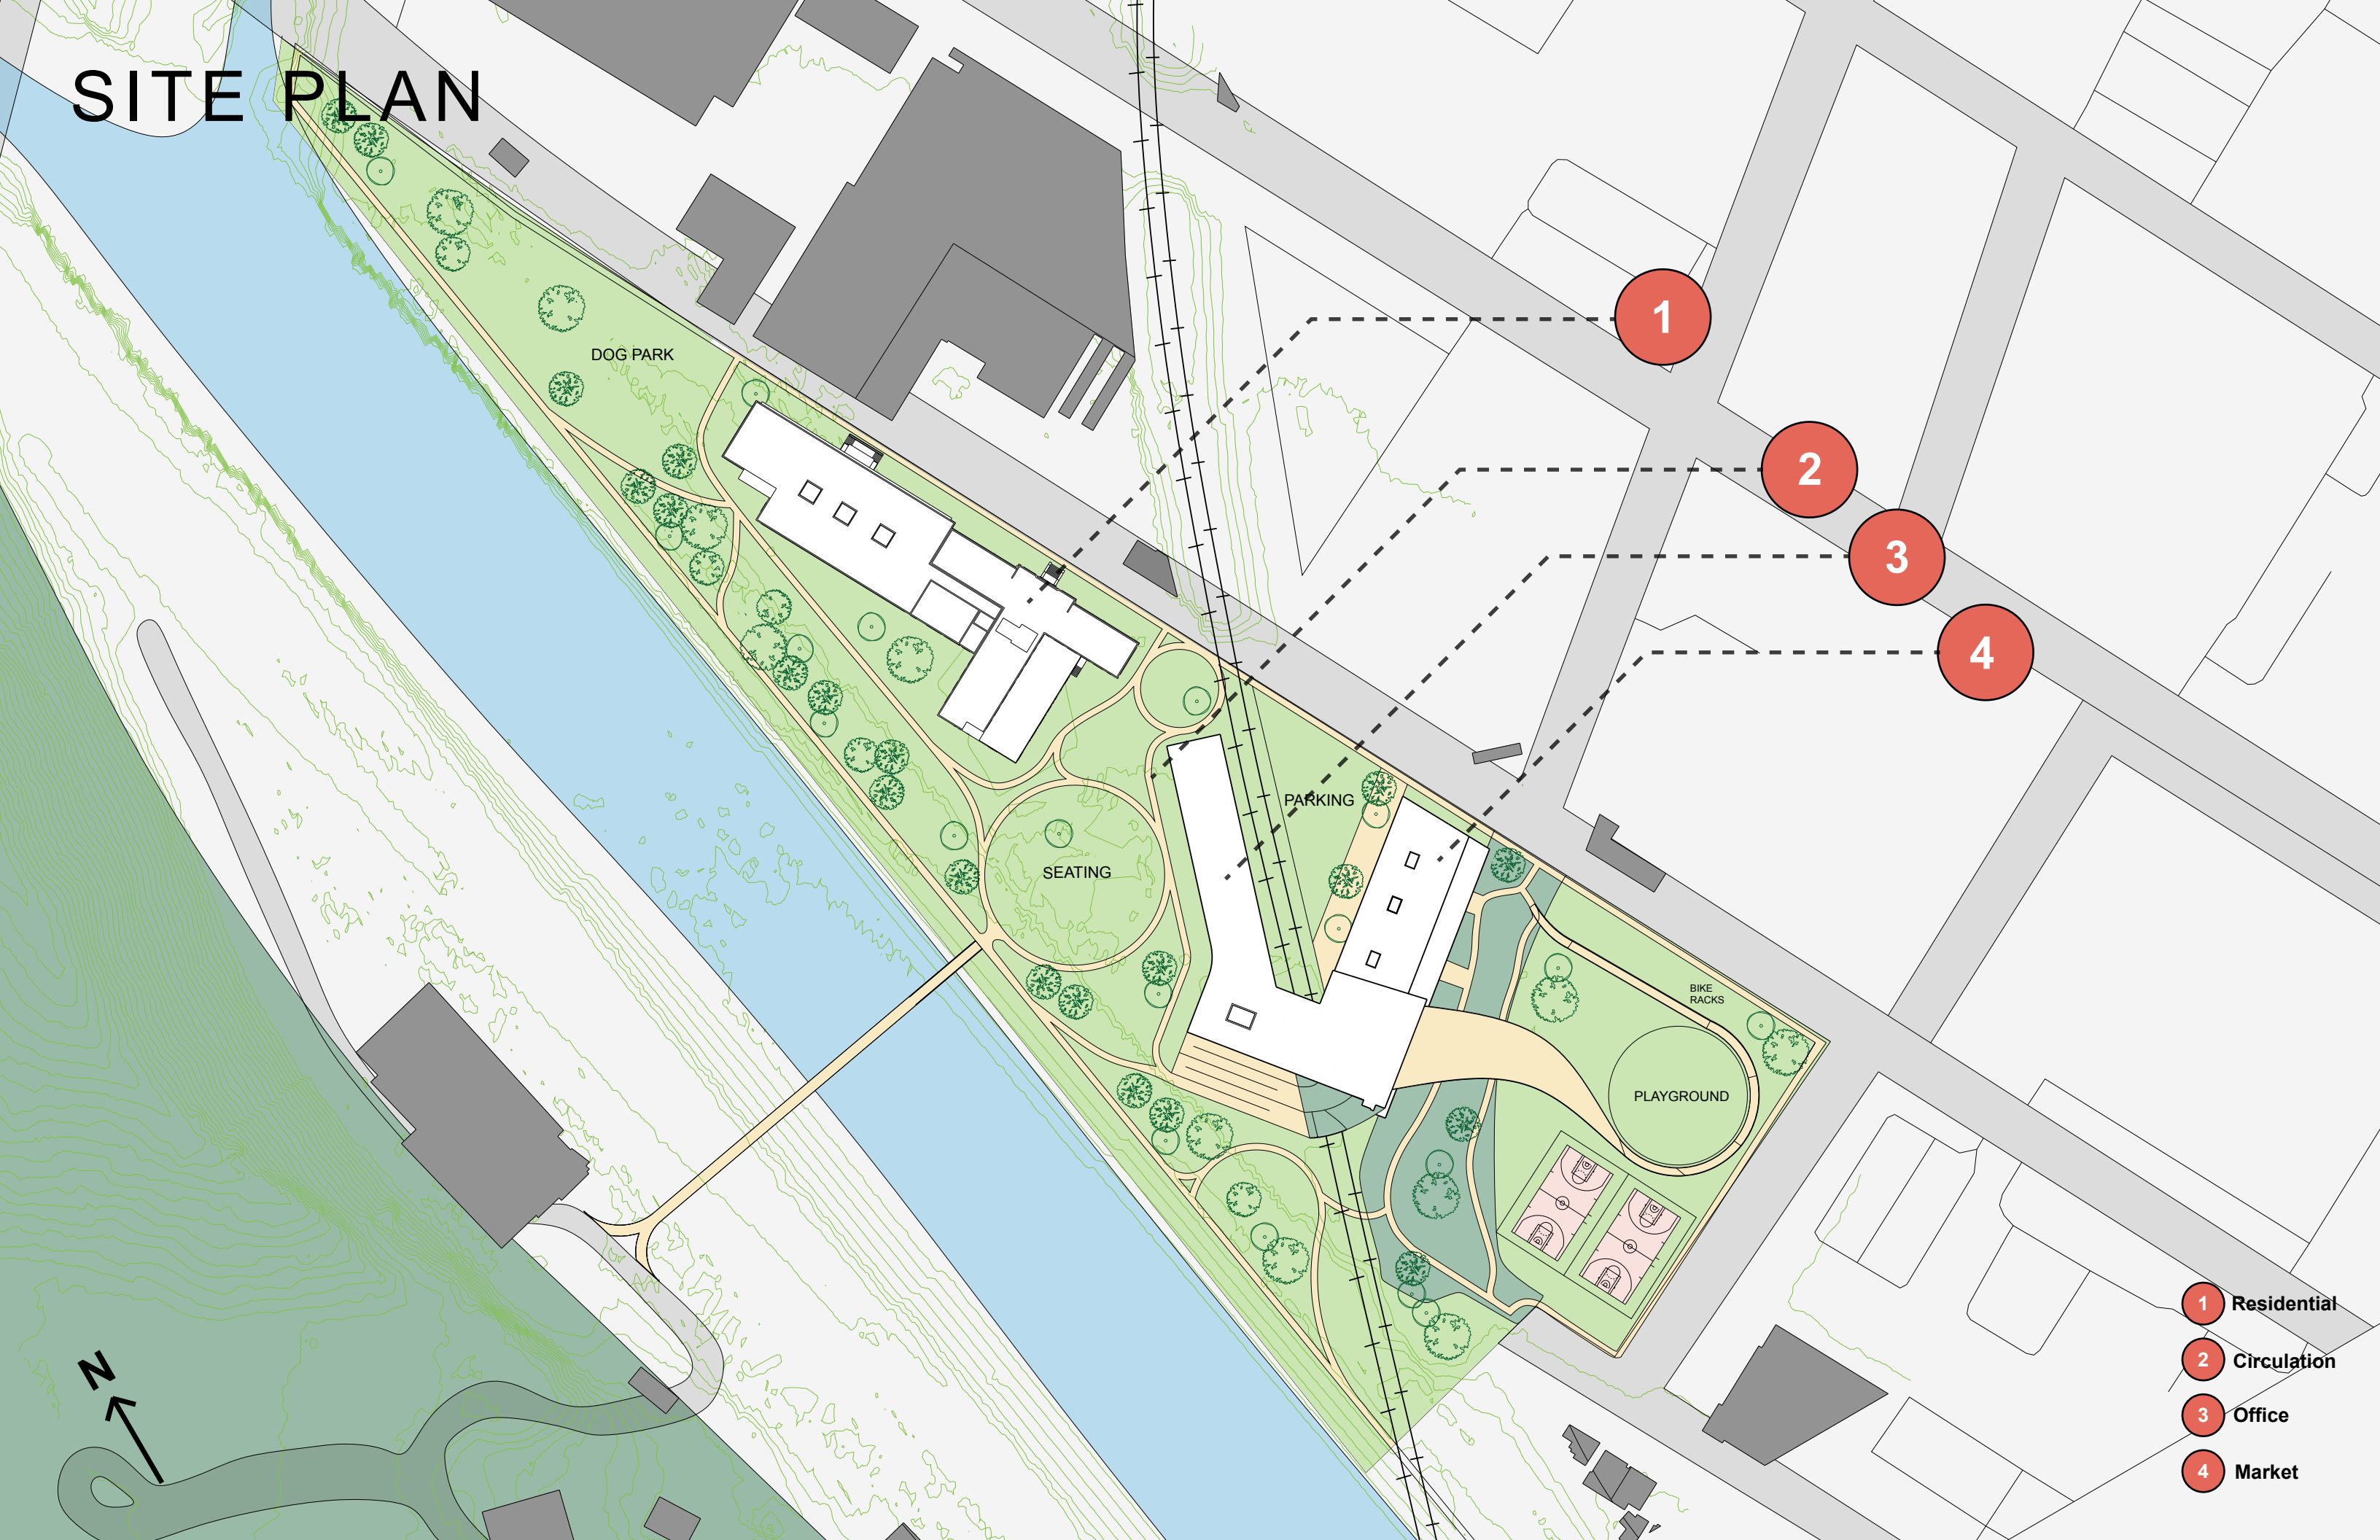 SITE PLAN
1
DOG PARK
2
3
4
PARKING
SEATING
BIKE
RACKS
PLAYGROUND
1 Residential
2 Circulation
3 Office
4 Market
N